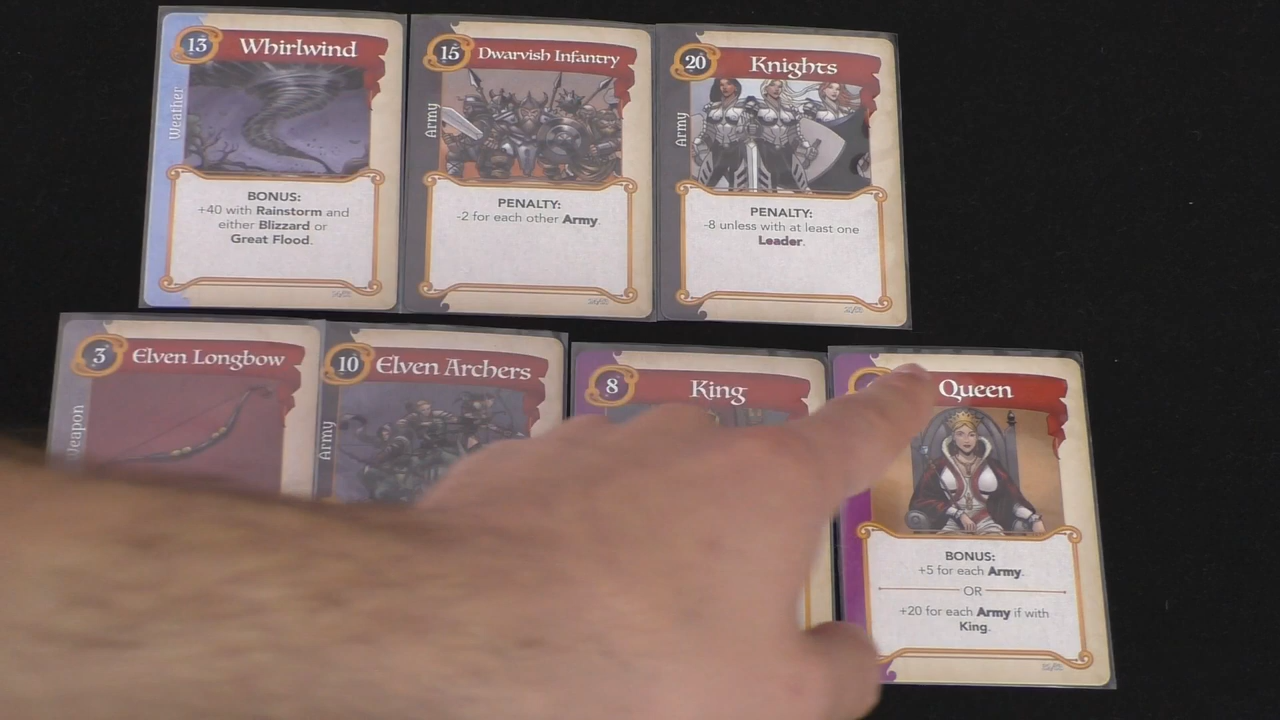 13 Whirlwind
Weather
BONUS:
+40 with Rainstorm and
either Blizzard or
Great Flood.
15 Dwarvish Infantry
Army
PENALTY:
-2 for each other Army.
20 Knights
Army
PENALTY:
-8 unless with at least one
Leader.
3 Elven Longbow
Weapon
10 Elven Archers
Army
8 King
Queen
BONUS:
+5 for each Army.
OR
+20 for each Army if with
King.